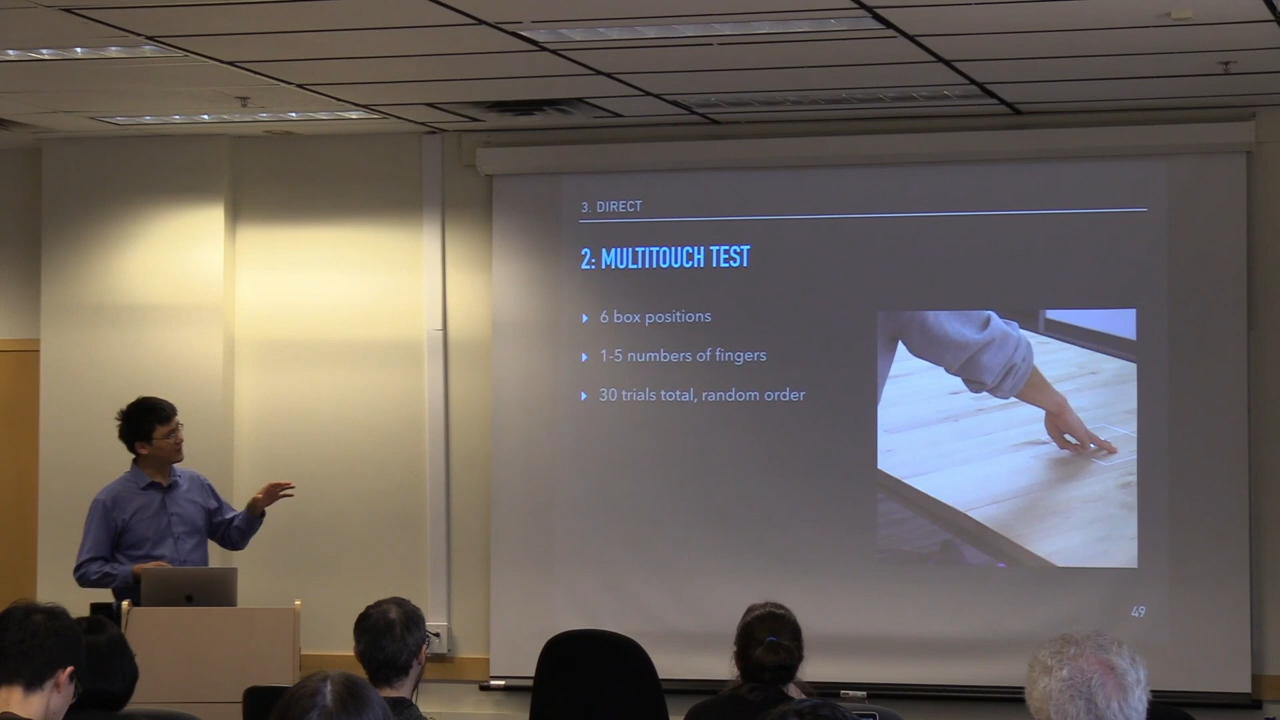 3. DIRECT
2: MULTITOUCH TEST
6 box positions
1-5 numbers of fingers
30 trials total, random order
49